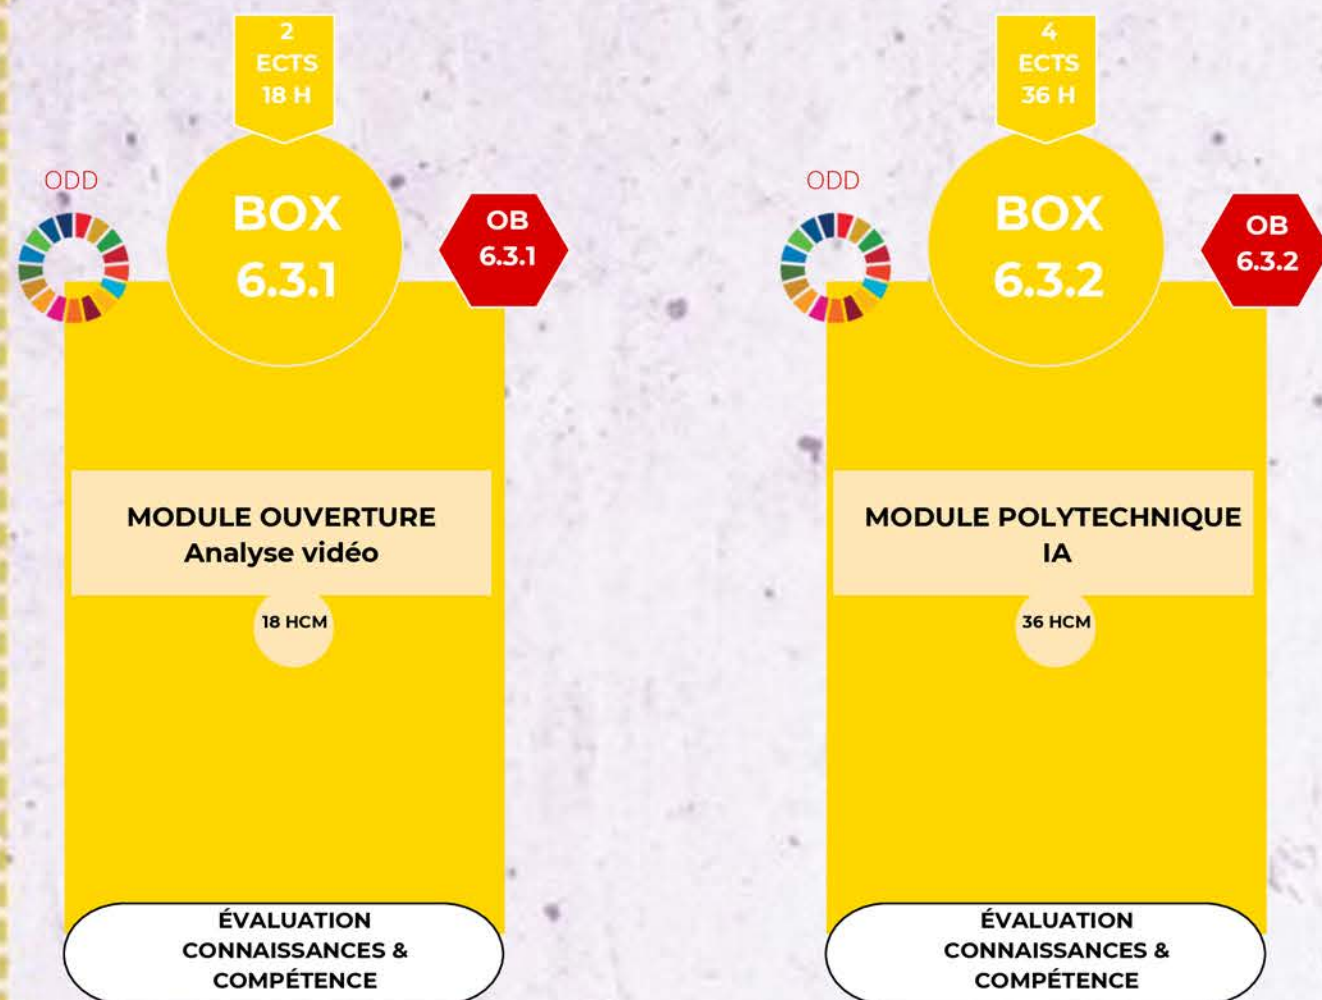 2
ECTS
18 H
ODD
BOX
6.3.1
OB
6.3.1
MODULE OUVERTURE
Analyse vidéo
18 HCM
ÉVALUATION
CONNAISSANCES &
COMPÉTENCE
4
ECTS
36 H
ODD
BOX
6.3.2
OB
6.3.2
MODULE POLYTECHNIQUE
IA
36 HCM
ÉVALUATION
CONNAISSANCES &
COMPÉTENCE